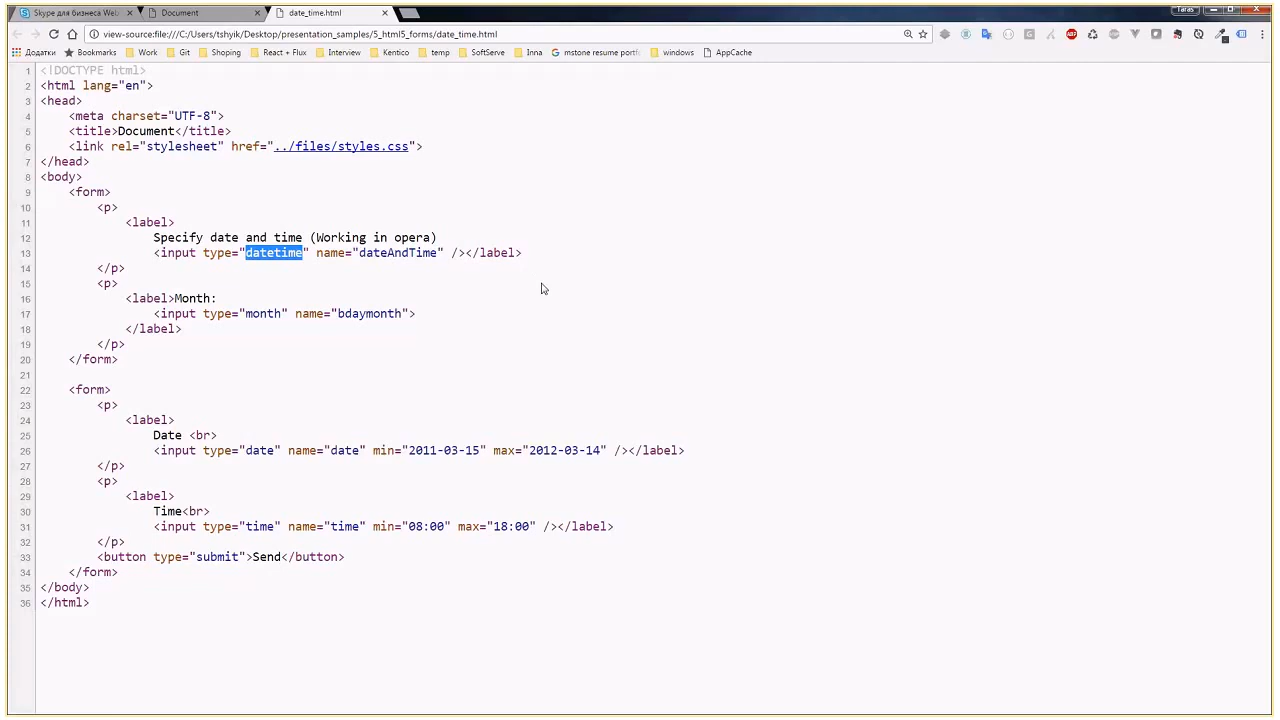 Skype для бизнеса Web
Document
date_time.html
Taras
view-source:file:///C:/Users/tshyik/Desktop/presentation_samples/5_html5_forms/date_time.html
Додатки Bookmarks Work Git Shoping React + Flux Interview Kentico temp SoftServe Inna mstone resume portf windows AppCache
1 <!DOCTYPE html>
2 <html lang="en">
3 <head>
4 <meta charset="UTF-8">
5 <title>Document</title>
6 <link rel="stylesheet" href="../files/styles.css">
7 </head>
8 <body>
9 <form>
10 <p>
11 <label>
12 Specify date and time (Working in opera)
13 <input type="datetime" name="dateAndTime" /></label>
14 </p>
15 <p>
16 <label>Month:
17 <input type="month" name="bdaymonth">
18 </label>
19 </p>
20 </form>
21
22 <form>
23 <p>
24 <label>
25 Date <br>
26 <input type="date" name="date" min="2011-03-15" max="2012-03-14" /></label>
27 </p>
28 <p>
29 <label>
30 Time<br>
31 <input type="time" name="time" min="08:00" max="18:00" /></label>
32 </p>
33 <button type="submit">Send</button>
34 </form>
35 </body>
36 </html>